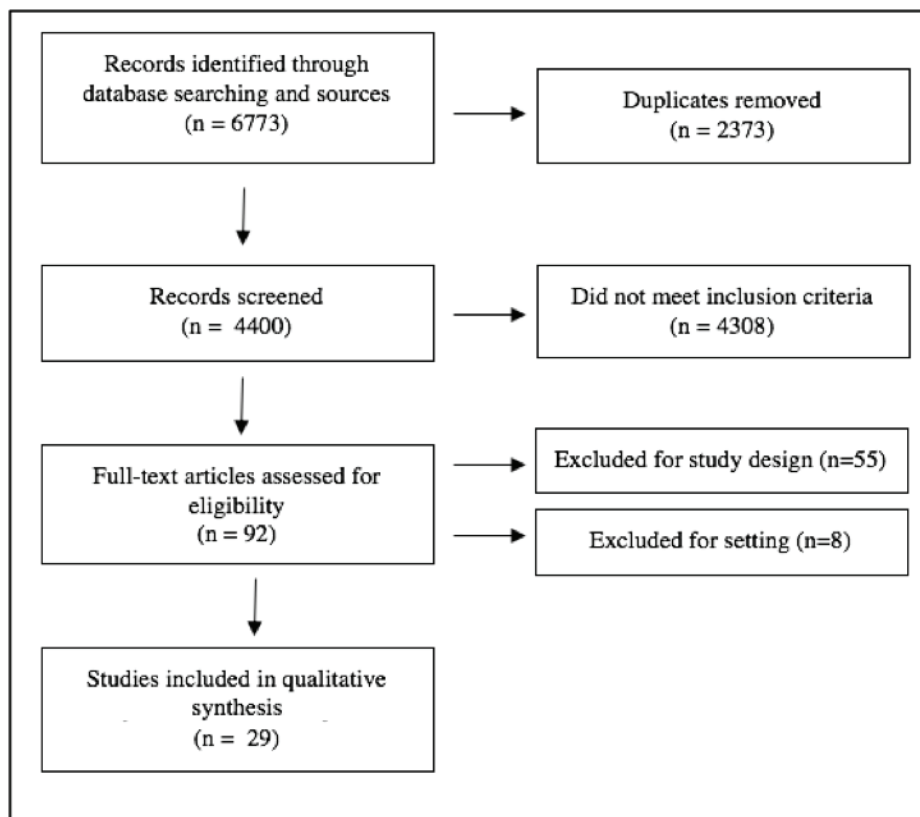 Records identified through
database searching and sources
(n = 6773)
Duplicates removed
(n = 2373)
Records screened
(n = 4400)
Did not meet inclusion criteria
(n = 4308)
Full-text articles assessed for
eligibility
(n = 92)
Excluded for study design (n=55)
Excluded for setting (n=8)
Studies included in qualitative
synthesis
(n = 29)